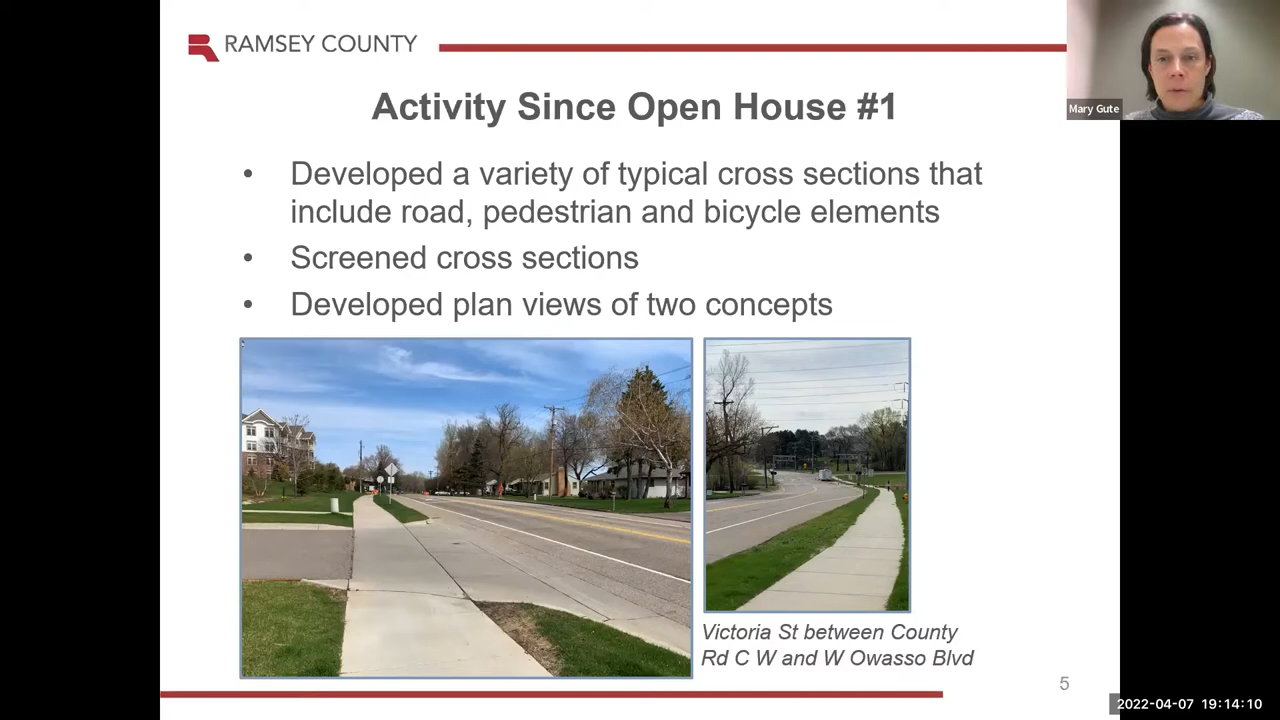 RAMSEY COUNTY
Mary Gute
Activity Since Open House #1
• Developed a variety of typical cross sections that
include road, pedestrian and bicycle elements
• Screened cross sections
• Developed plan views of two concepts
Victoria St between County
Rd C W and W Owasso Blvd
5
2022-04-07 19:14:10